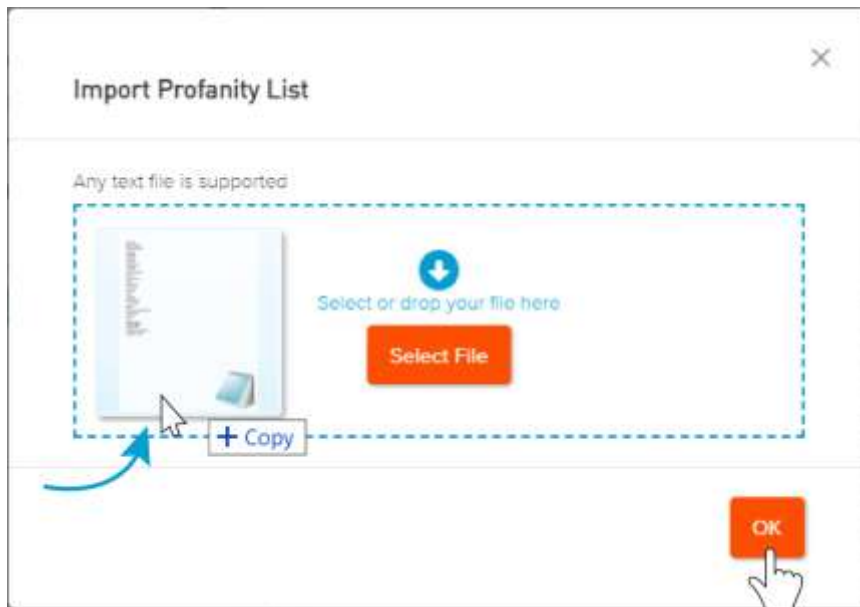 Import Profanity List
Any text file is supported
Select or drop your file here
Select File
+ Copy
OK